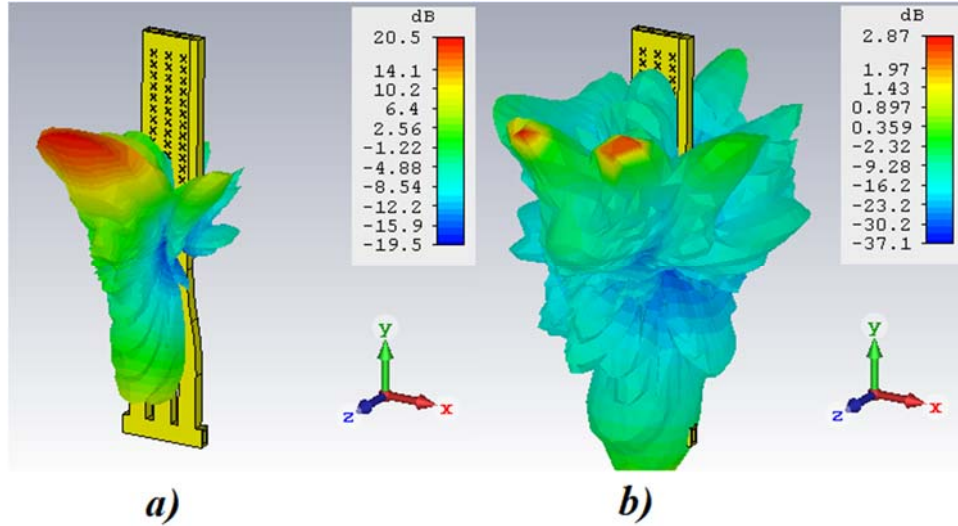 dB
20.5
14.1
10.2
6.4
2.56
-1.22
-4.88
-8.54
-12.2
-15.9
-19.5
y
z
x
a)
dB
2.87
1.97
1.43
0.897
0.359
-2.32
-9.28
-16.2
-23.2
-30.2
-37.1
y
z
x
b)